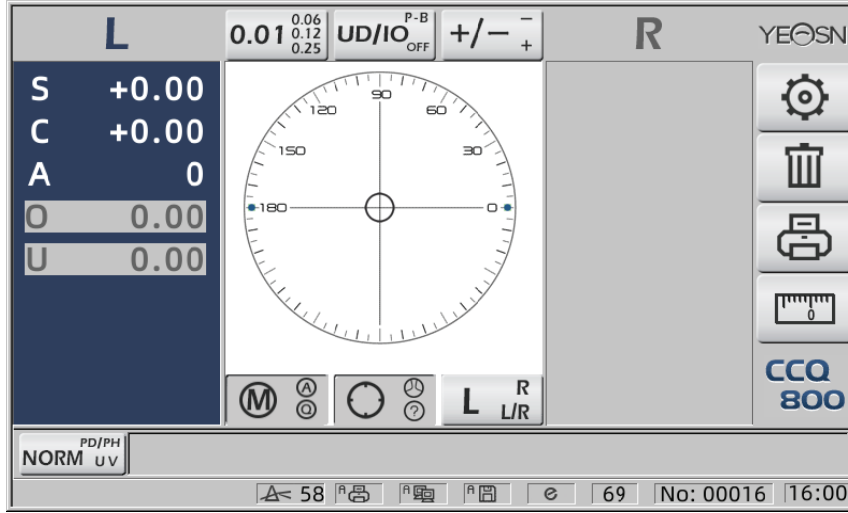 L
0.01 0.06 0.12 0.25
UD/IO P-B OFF
+/− − +
R
YEOSN
S +0.00
C +0.00
A 0
O 0.00
U 0.00
90
120 60
150 30
180 0
0
CCQ
800
M A Q
?
L R L/R
NORM PD/PH UV
58 A A A e 69 No: 00016 16:00